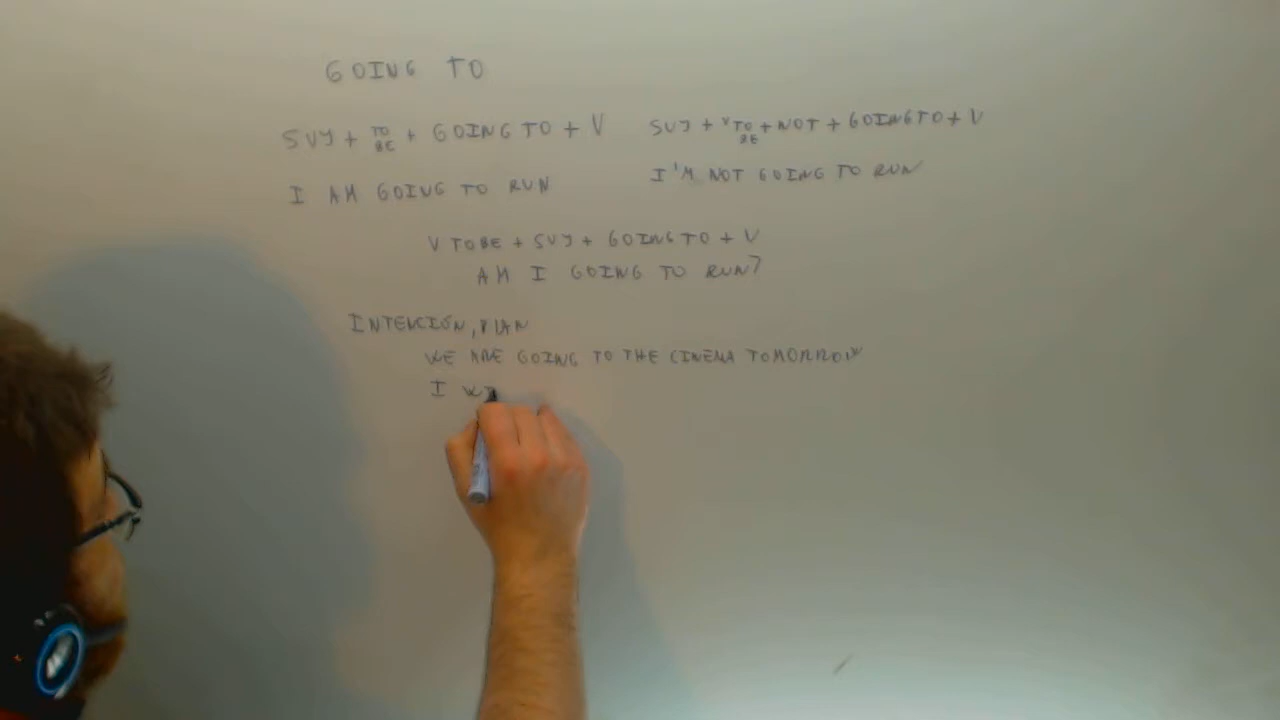 GOING TO
SUJ + TO BE + GOING TO + V
SUJ + V TO BE + NOT + GOING TO + V
I AM GOING TO RUN
I'M NOT GOING TO RUN
V TO BE + SUJ + GOING TO + V
AM I GOING TO RUN?
INTENCIÓN, PLAN
WE ARE GOING TO THE CINEMA TOMORROW
I